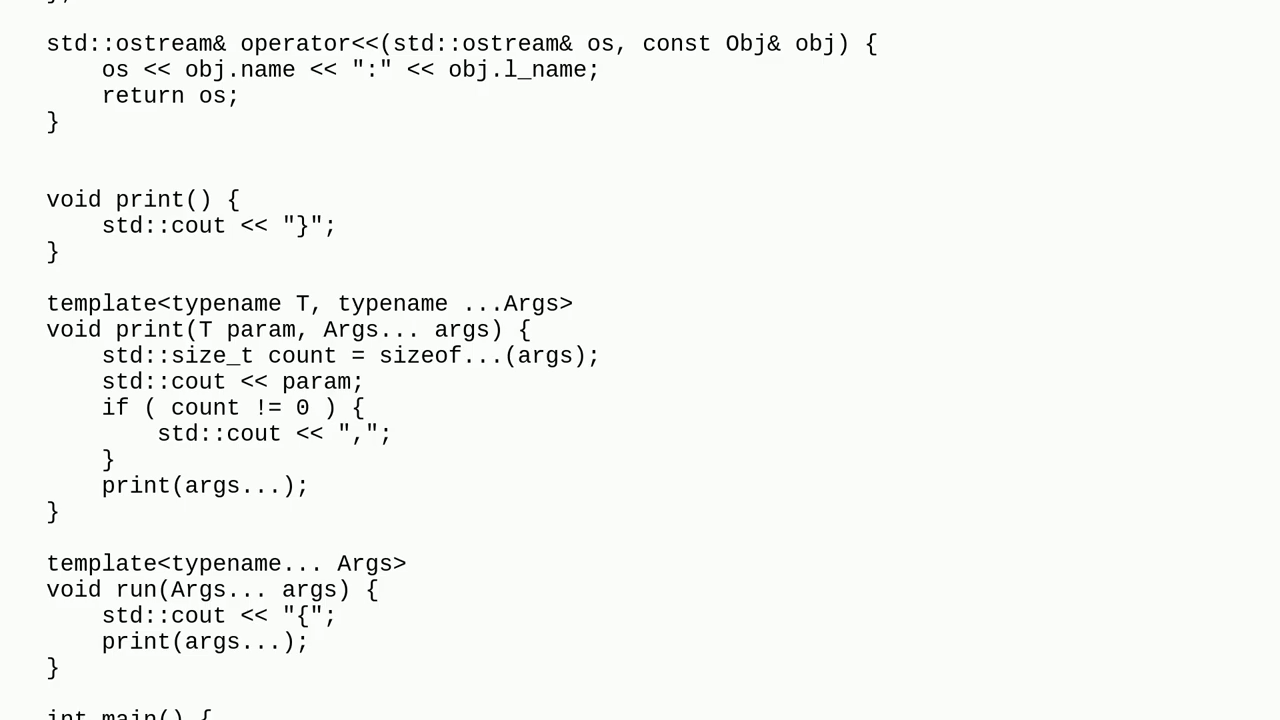 };
std::ostream& operator<<(std::ostream& os, const Obj& obj) {
    os << obj.name << ":" << obj.l_name;
    return os;
}
void print() {
    std::cout << "}";
}
template<typename T, typename ...Args>
void print(T param, Args... args) {
    std::size_t count = sizeof...(args);
    std::cout << param;
    if ( count != 0 ) {
        std::cout << ",";
    }
    print(args...);
}
template<typename... Args>
void run(Args... args) {
    std::cout << "{";
    print(args...);
}
int main() {